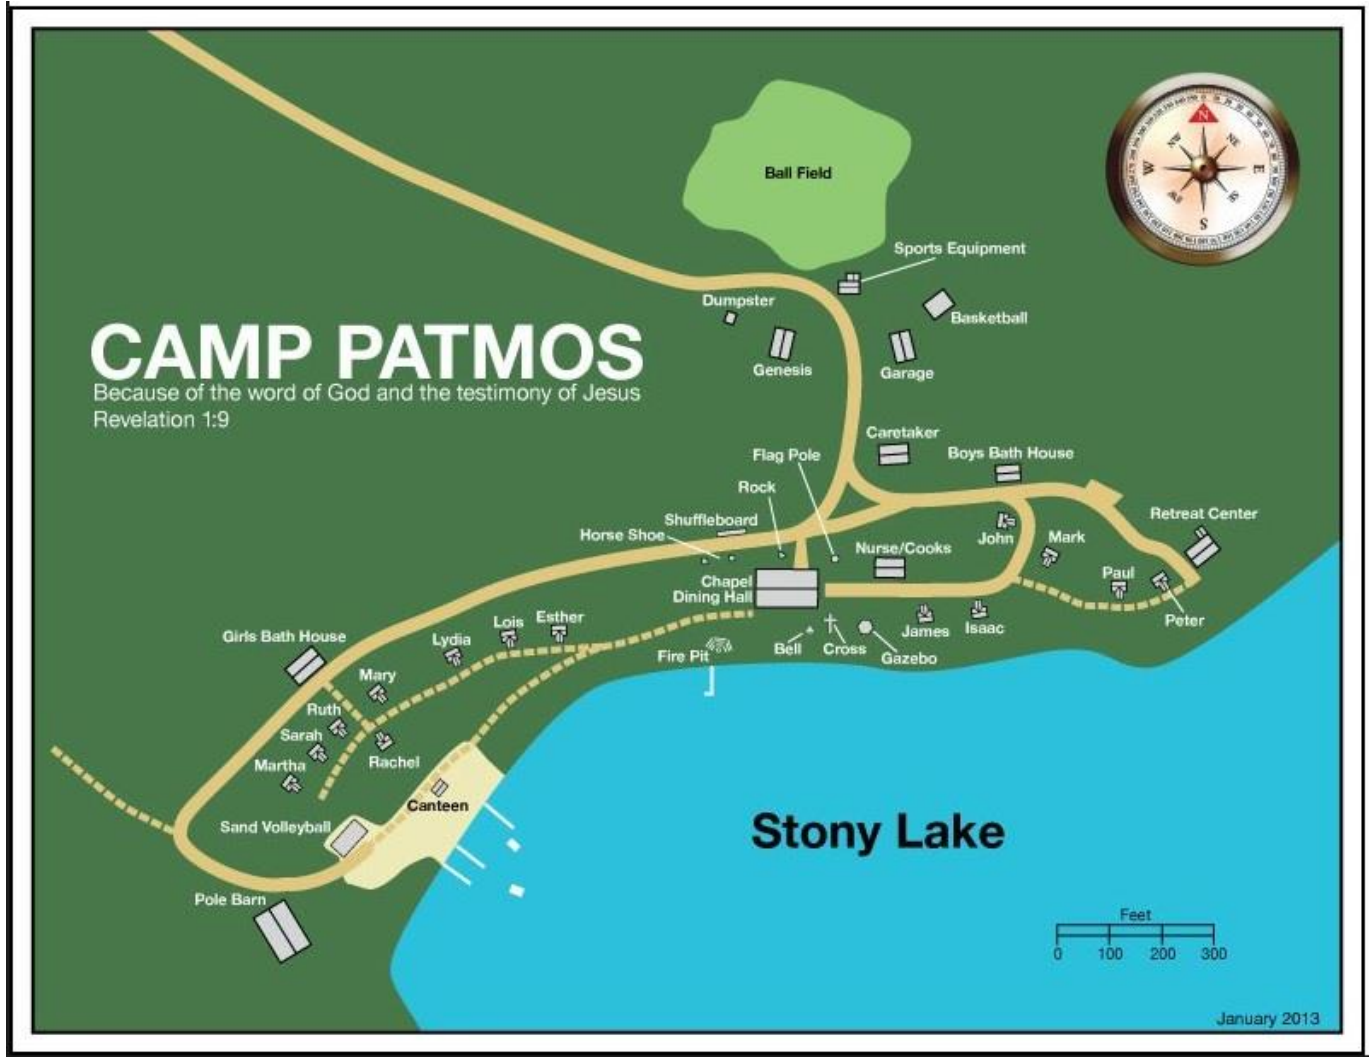 Ball Field
N
NE
E
SE
S
SW
W
NW
Sports Equipment
Dumpster
Basketball
Genesis
Garage
CAMP PATMOS
Because of the word of God and the testimony of Jesus
Revelation 1:9
Caretaker
Flag Pole
Boys Bath House
Rock
Retreat Center
Shuffleboard
Horse Shoe
John
Mark
Nurse/Cooks
Chapel
Dining Hall
Paul
Peter
Girls Bath House
Lydia
Lois
Esther
James
Isaac
Fire Pit
Bell
Cross
Gazebo
Mary
Ruth
Sarah
Martha
Rachel
Canteen
Sand Volleyball
Stony Lake
Pole Barn
Feet
0 100 200 300
January 2013